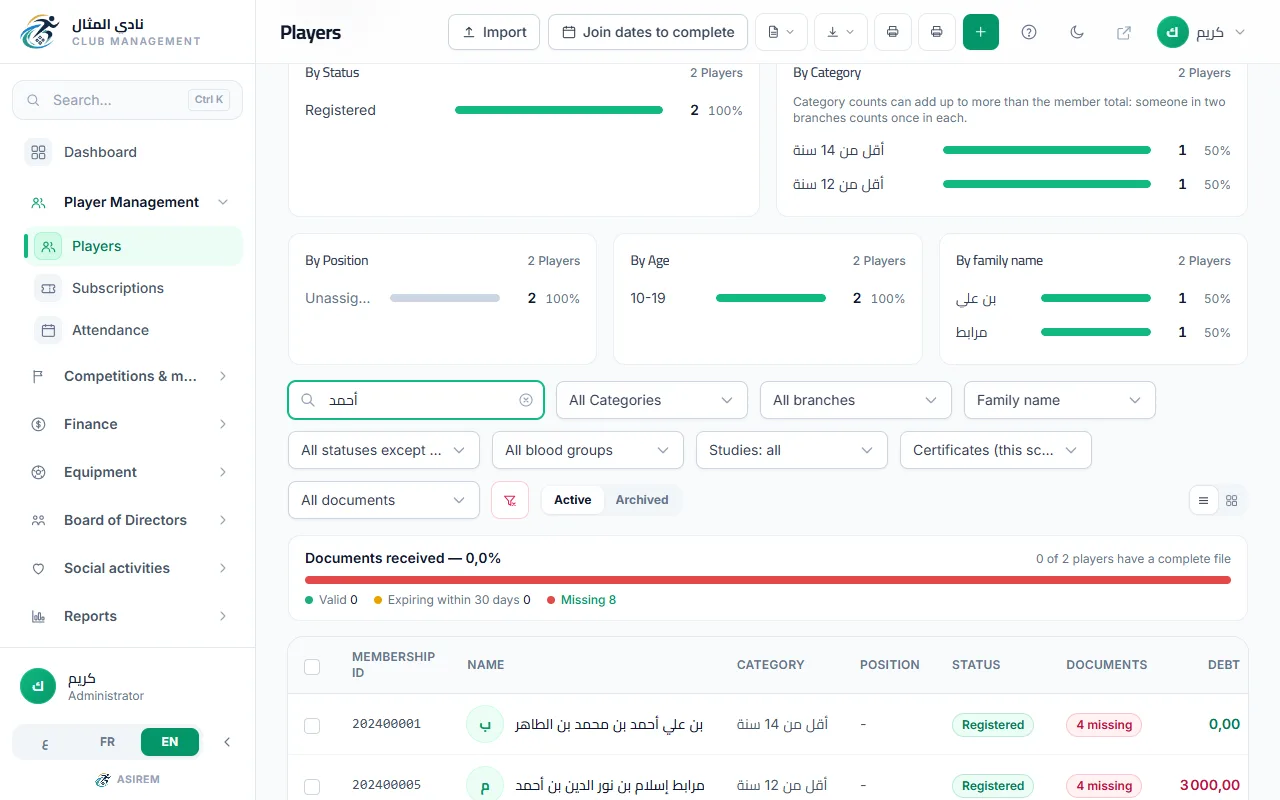 نادي المثال
CLUB MANAGEMENT
Players
Import
Join dates to complete
ك
كريم
Search...
Ctrl K
Dashboard
Player Management
Players
Subscriptions
Attendance
Competitions & m...
Finance
Equipment
Board of Directors
Social activities
Reports
ك
كريم
Administrator
ع
FR
EN
ASIREM
By Status
2 Players
Registered
2 100%
By Category
2 Players
Category counts can add up to more than the member total: someone in two
branches counts once in each.
أقل من 14 سنة
1 50%
أقل من 12 سنة
1 50%
By Position
2 Players
Unassig...
2 100%
By Age
2 Players
10-19
2 100%
By family name
2 Players
بن علي
1 50%
مرابط
1 50%
أحمد
All Categories
All branches
Family name
All statuses except ...
All blood groups
Studies: all
Certificates (this sc...
All documents
Active
Archived
Documents received — 0,0%
0 of 2 players have a complete file
Valid 0
Expiring within 30 days 0
Missing 8
MEMBERSHIP
ID
NAME
CATEGORY
POSITION
STATUS
DOCUMENTS
DEBT
202400001
ب
بن علي أحمد بن محمد بن الطاهر
أقل من 14 سنة
-
Registered
4 missing
0,00
202400005
م
مرابط إسلام بن نور الدين بن أحمد
أقل من 12 سنة
-
Registered
4 missing
3 000,00